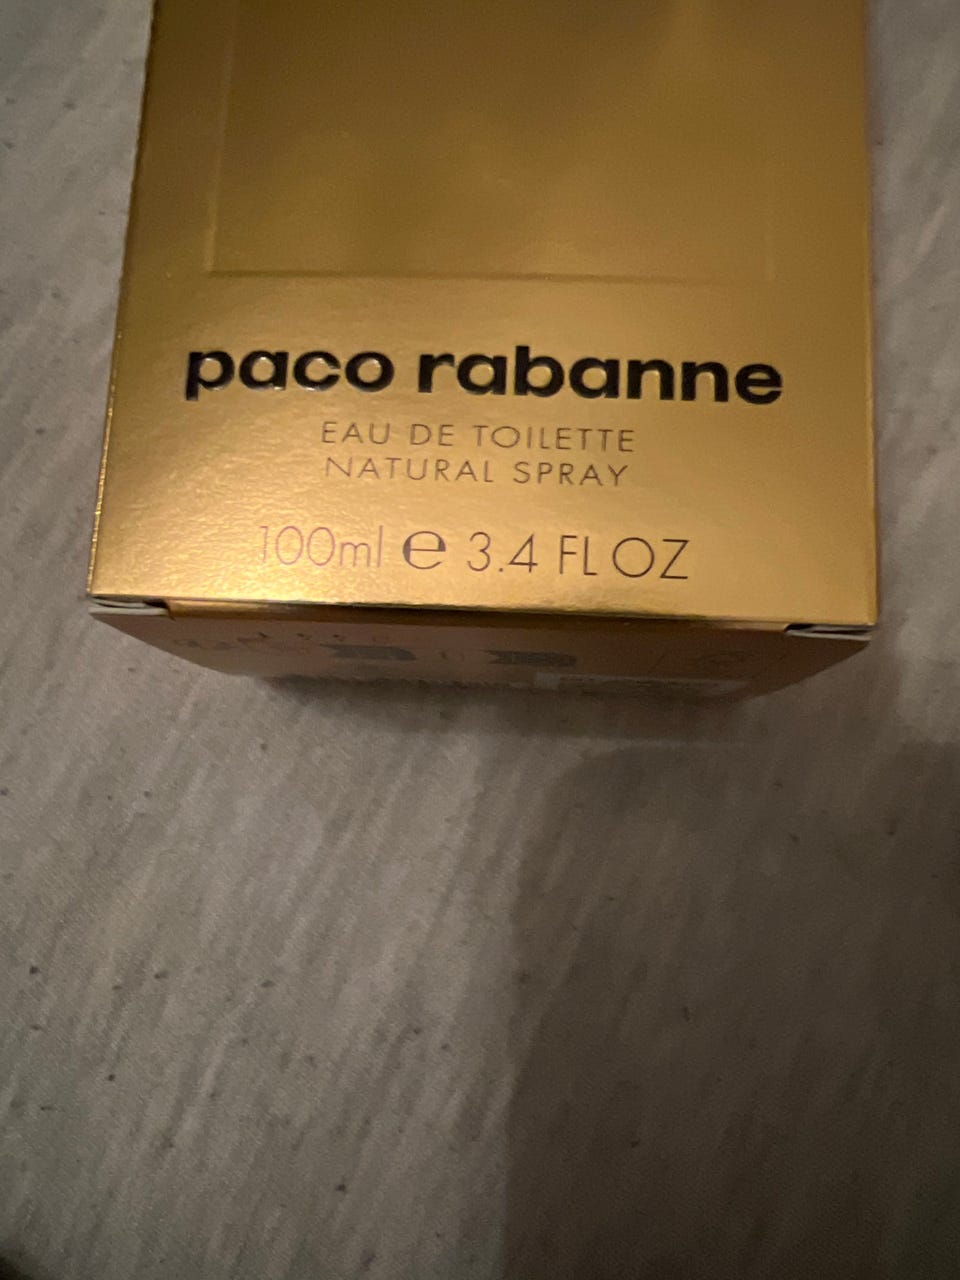 paco rabanne
EAU DE TOILETTE
NATURAL SPRAY
100ml ℮ 3.4 FL OZ